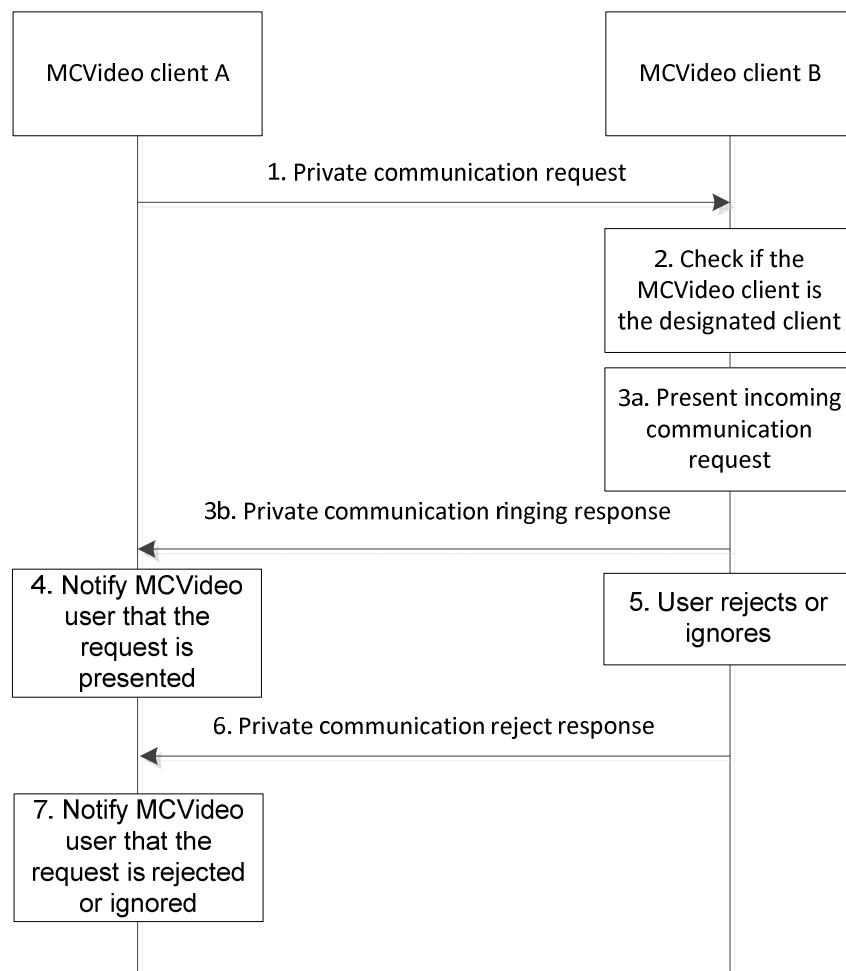 MCVideo client A
MCVideo client B
1. Private communication request
2. Check if the
MCVideo client is
the designated client
3a. Present incoming
communication
request
3b. Private communication ringing response
4. Notify MCVideo
user that the
request is
presented
5. User rejects or
ignores
6. Private communication reject response
7. Notify MCVideo
user that the
request is rejected
or ignored